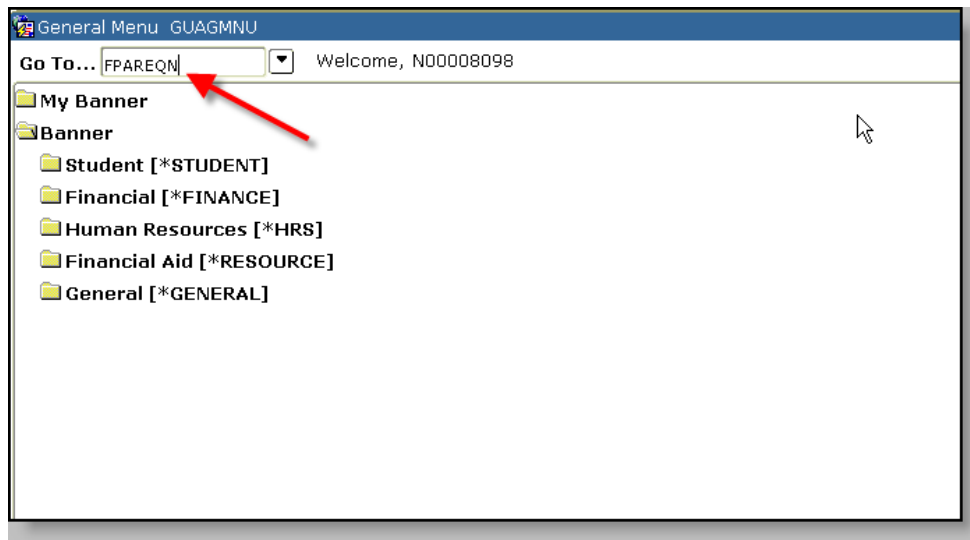 General Menu GUAGMNU
Go To... FPAREQN Welcome, N00008098
My Banner
Banner
Student [*STUDENT]
Financial [*FINANCE]
Human Resources [*HRS]
Financial Aid [*RESOURCE]
General [*GENERAL]